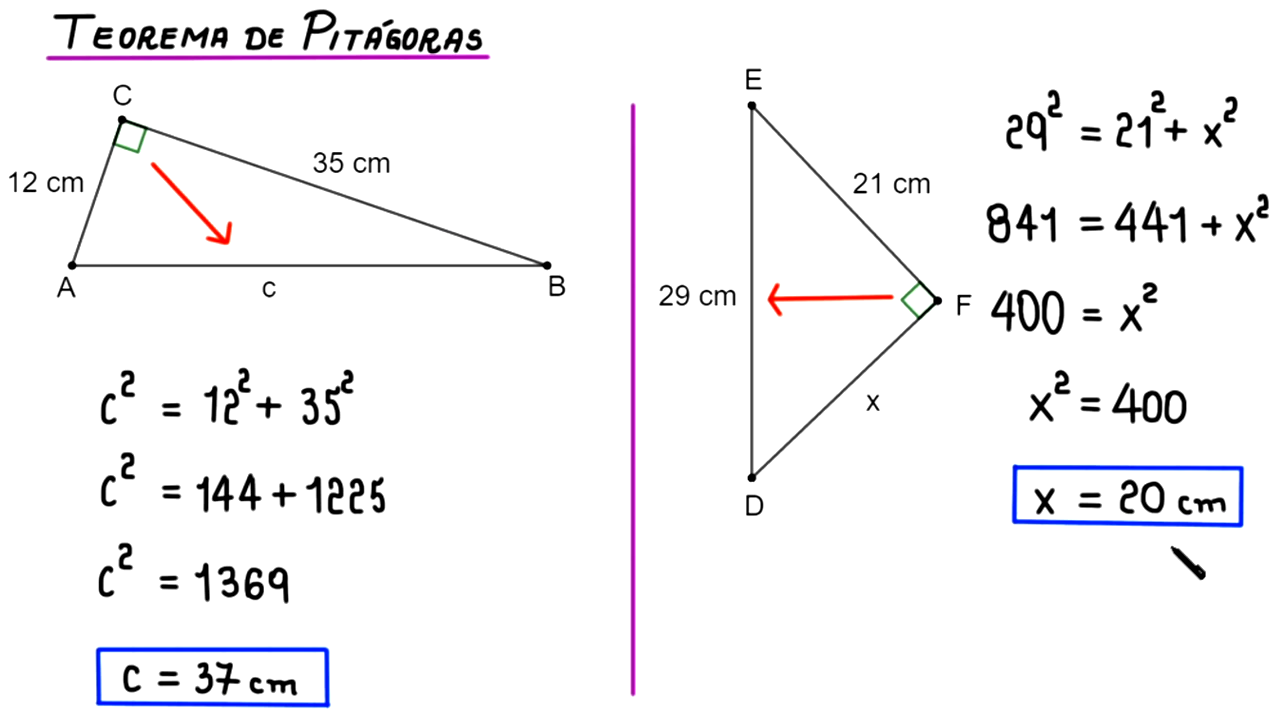 TEOREMA DE PITÁGORAS
C
12 cm
35 cm
A
c
B
c² = 12² + 35²
c² = 144 + 1225
c² = 1369
c = 37 cm
E
21 cm
29 cm
F
x
D
29² = 21² + x²
841 = 441 + x²
400 = x²
x² = 400
x = 20 cm